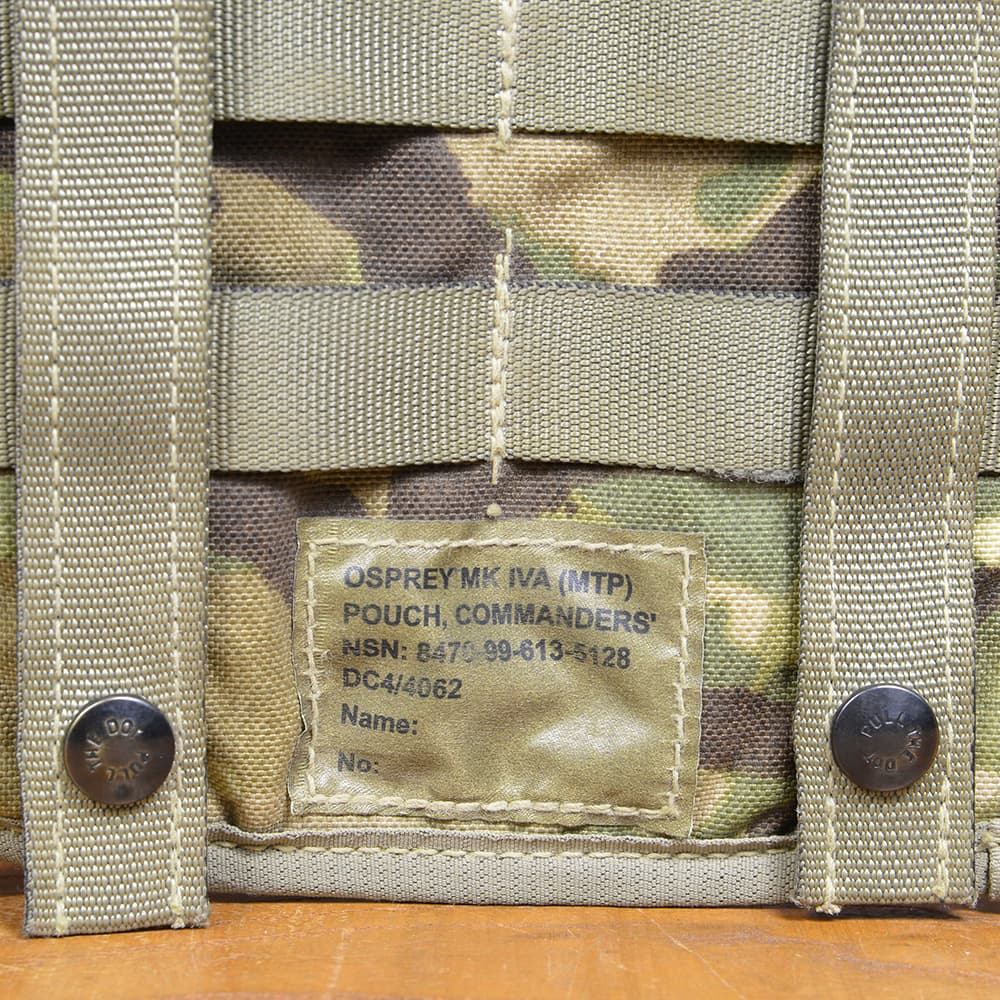 OSPREY MK IVA (MTP)
POUCH, COMMANDERS'
NSN: 8470-99-613-5128
DC4/4062
Name:
No:
PULL THE DOT
PULL THE DOT